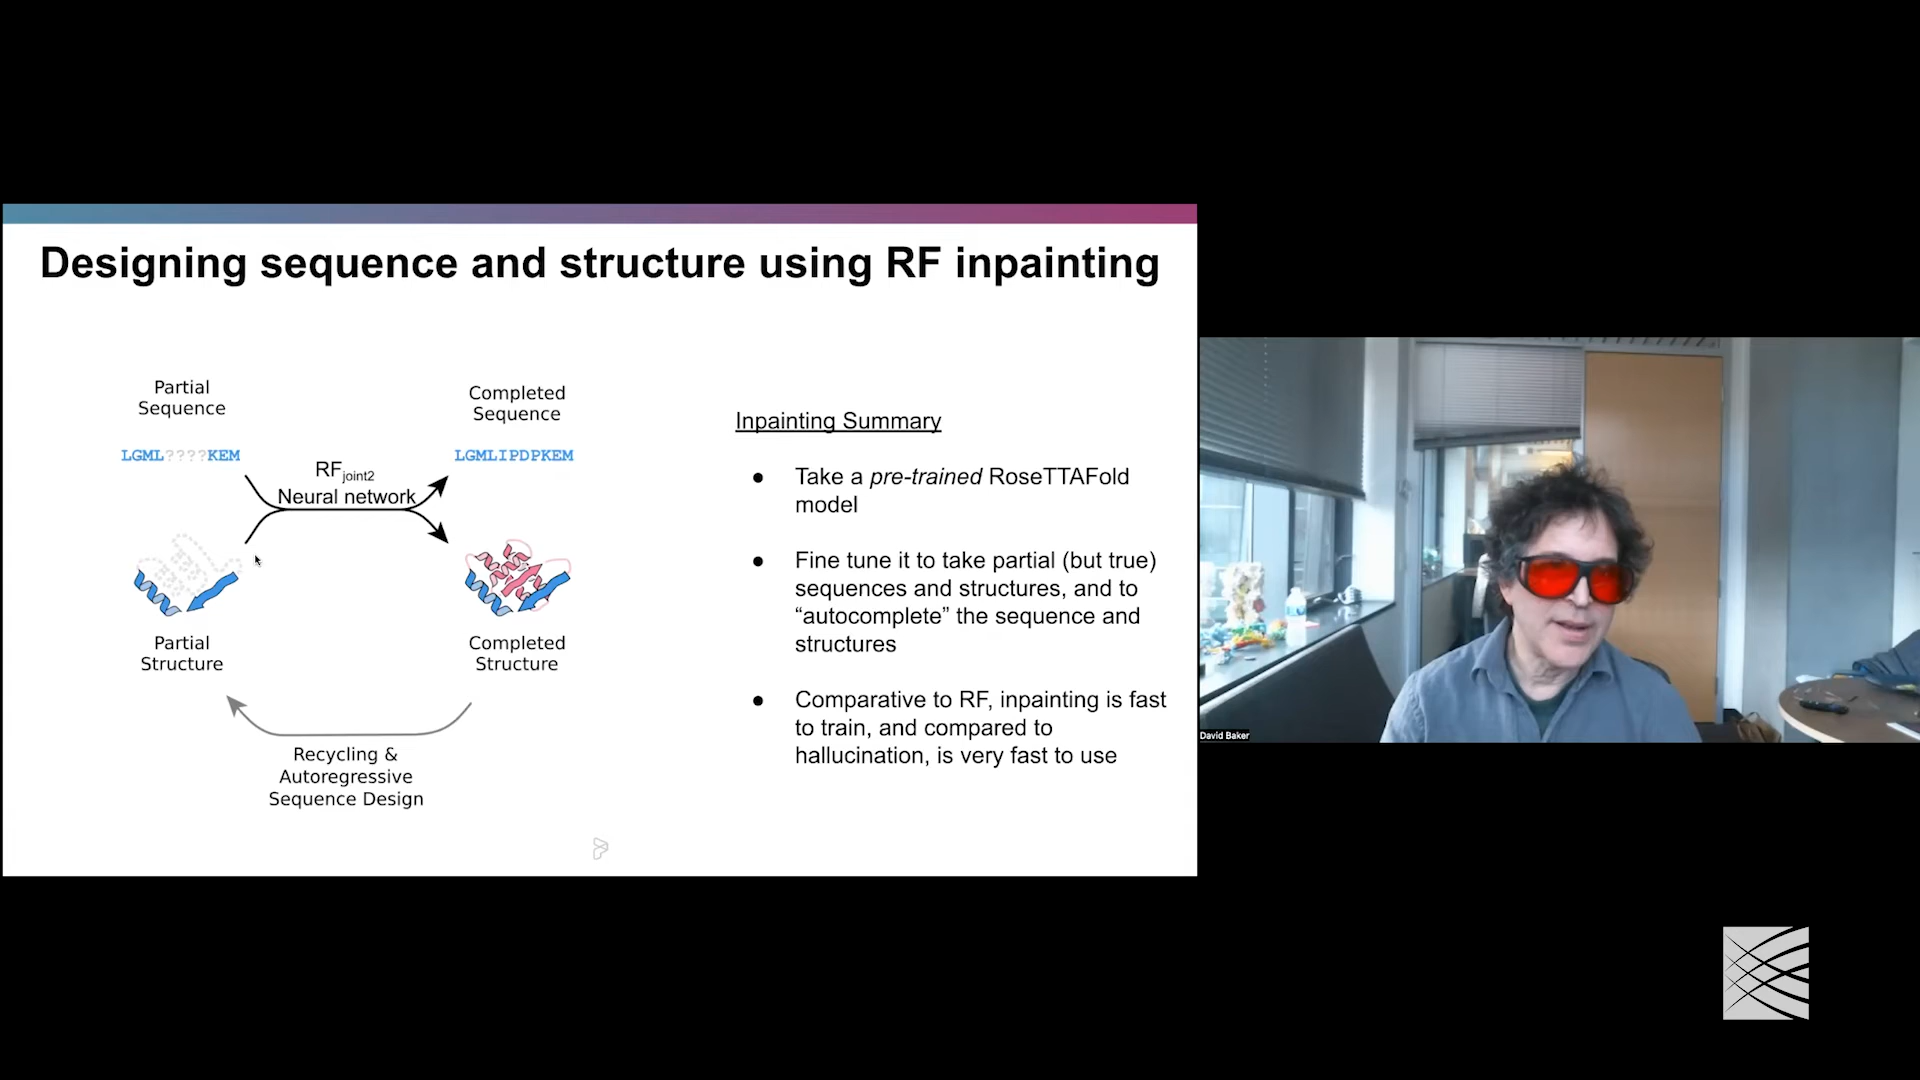 Designing sequence and structure using RF inpainting
Partial
Sequence
LGML????KEM
Completed
Sequence
LGMLIPDPKEM
RFjoint2
Neural network
Partial
Structure
Completed
Structure
Recycling &
Autoregressive
Sequence Design
Inpainting Summary
● Take a pre-trained RoseTTAFold
model
● Fine tune it to take partial (but true)
sequences and structures, and to
“autocomplete” the sequence and
structures
● Comparative to RF, inpainting is fast
to train, and compared to
hallucination, is very fast to use
David Baker